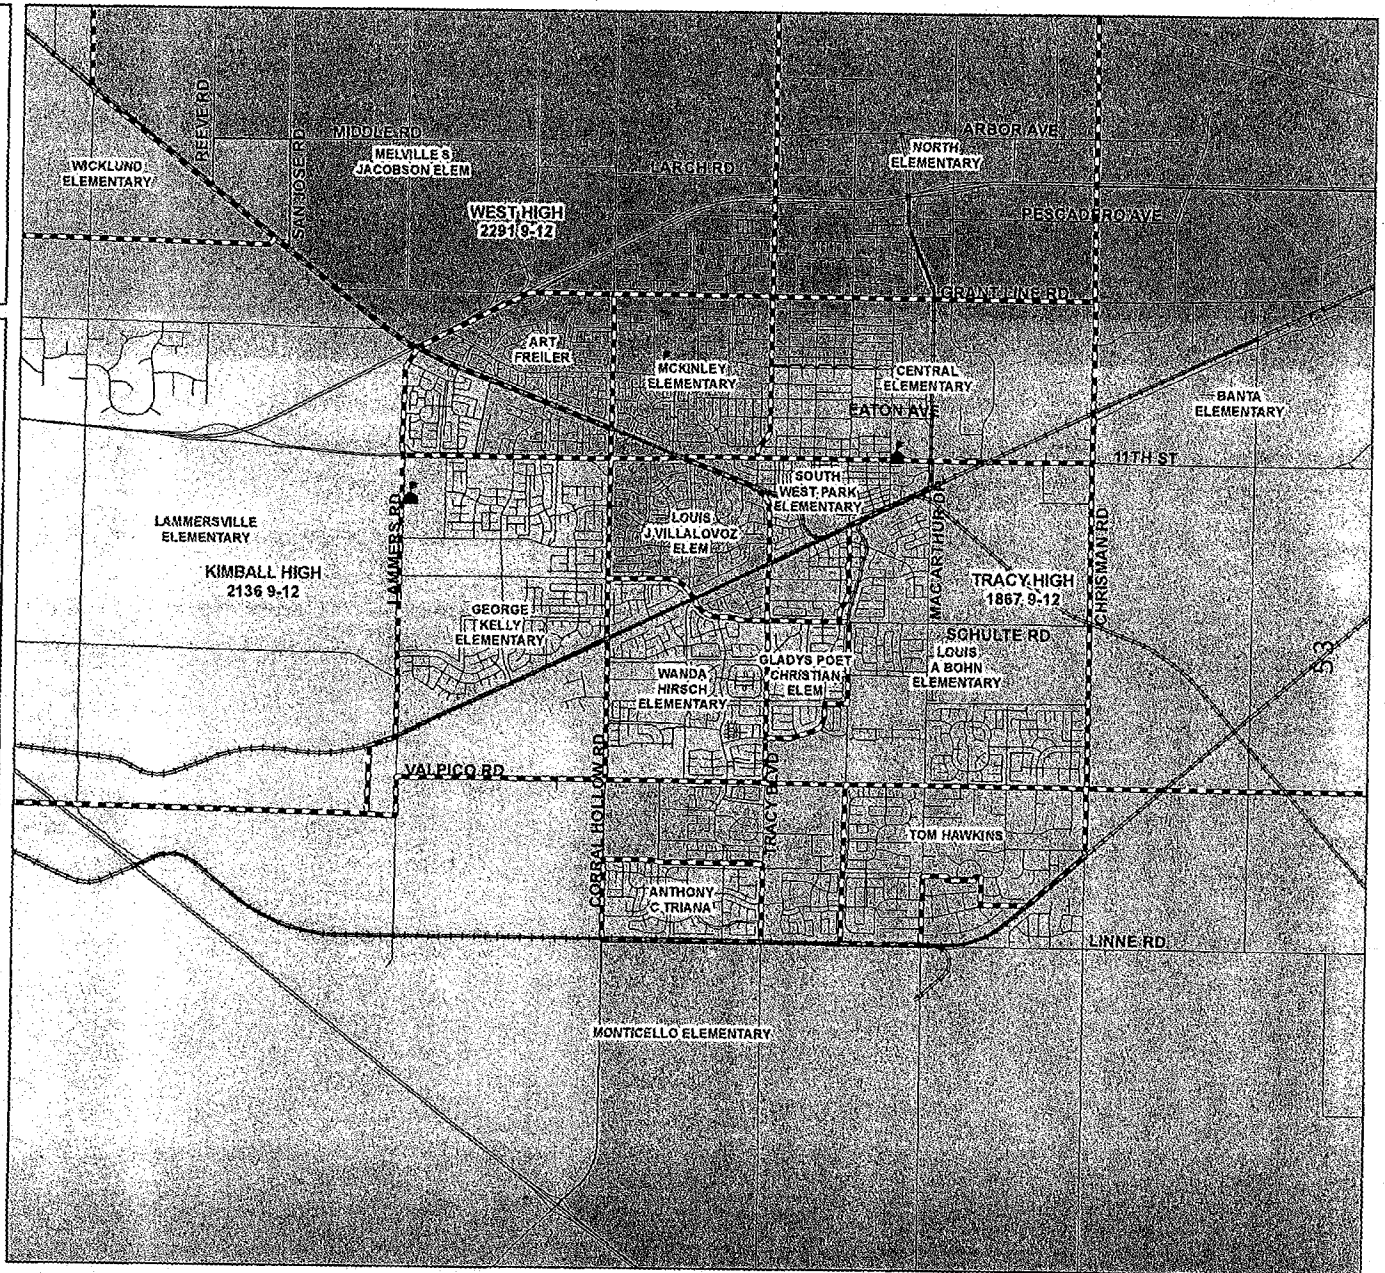 REEVE RD
SAN JOSE RD
MIDDLE RD
MELVILLE S
JACOBSON ELEM
WICKLUND
ELEMENTARY
LARCH RD
ARBOR AVE
NORTH
ELEMENTARY
WEST HIGH
2291 9-12
PESCADERO AVE
GRANT LINE RD
ART
FREILER
MCKINLEY
ELEMENTARY
CENTRAL
ELEMENTARY
EATON AVE
BANTA
ELEMENTARY
11TH ST
SOUTH
WEST PARK
ELEMENTARY
LAMMERSVILLE
ELEMENTARY
LAMMERS RD
LOUIS
J VILLALOVOZ
ELEM
MACARTHUR DR
CHRISMAN RD
KIMBALL HIGH
2136 9-12
TRACY HIGH
1867 9-12
GEORGE
KELLY
ELEMENTARY
SCHULTE RD
LOUIS
A BOHN
ELEMENTARY
GLADYS POET
CHRISTIAN
ELEM
WANDA
HIRSCH
ELEMENTARY
53
VALPICO RD
CORRAL HOLLOW RD
TRACY BLVD
TOM HAWKINS
ANTHONY
C TRIANA
LINNE RD
MONTICELLO ELEMENTARY